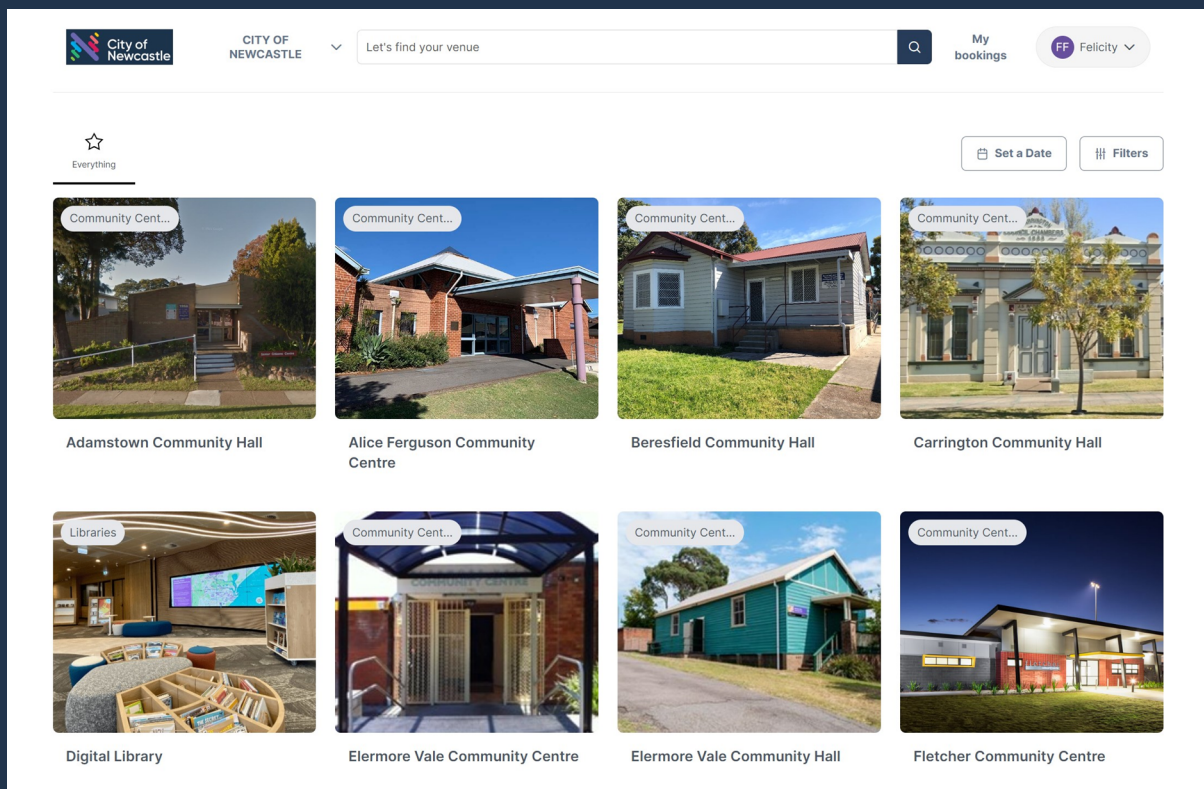 City of
Newcastle
CITY OF
NEWCASTLE
Let's find your venue
My
bookings
FF Felicity
Everything
Set a Date
Filters
Community Cent...
Community Cent...
Community Cent...
Community Cent...
COUNCIL CHAMBERS
1888
Adamstown Community Hall
Alice Ferguson Community
Centre
Beresfield Community Hall
Carrington Community Hall
Libraries
Community Cent...
Community Cent...
Community Cent...
COMMUNITY CENTRE
Digital Library
Elermore Vale Community Centre
Elermore Vale Community Hall
Fletcher Community Centre